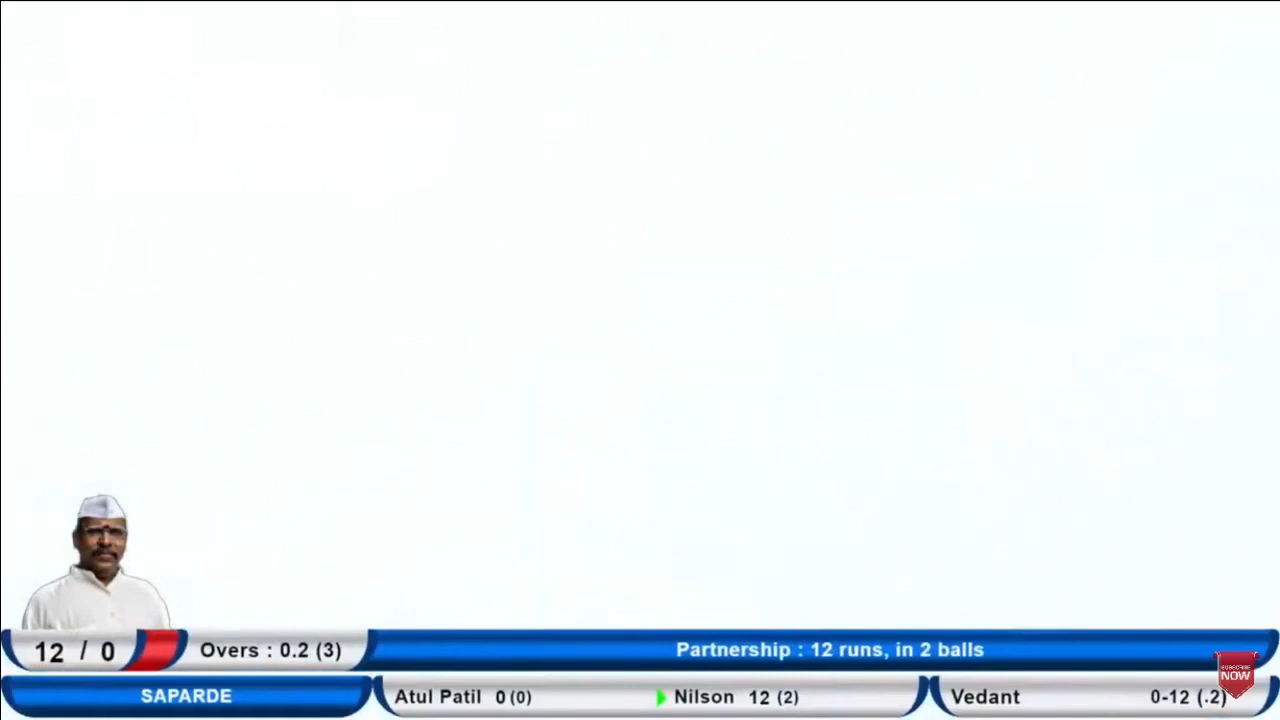 12 / 0
Overs : 0.2 (3)
Partnership : 12 runs, in 2 balls
SUBSCRIBE
NOW
SAPARDE
Atul Patil 0 (0)
Nilson 12 (2)
Vedant 0-12 (.2)